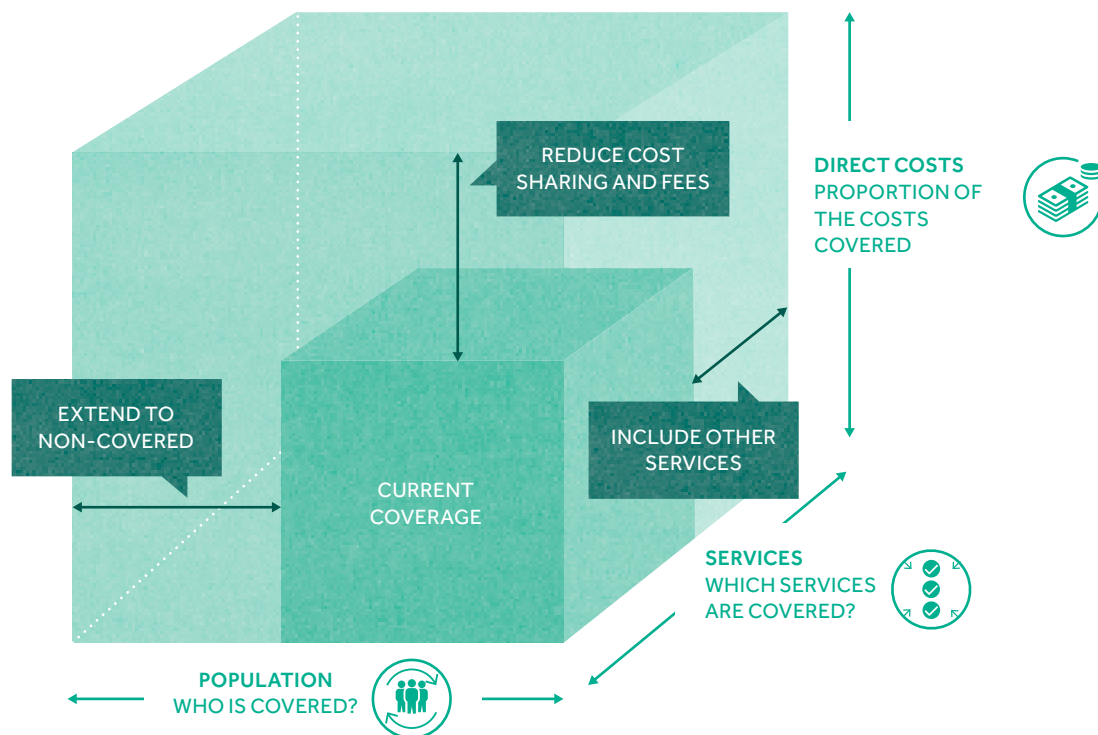 REDUCE COST
SHARING AND FEES
DIRECT COSTS
PROPORTION OF
THE COSTS
COVERED
EXTEND TO
NON-COVERED
INCLUDE OTHER
SERVICES
CURRENT
COVERAGE
SERVICES
WHICH SERVICES
ARE COVERED?
POPULATION
WHO IS COVERED?